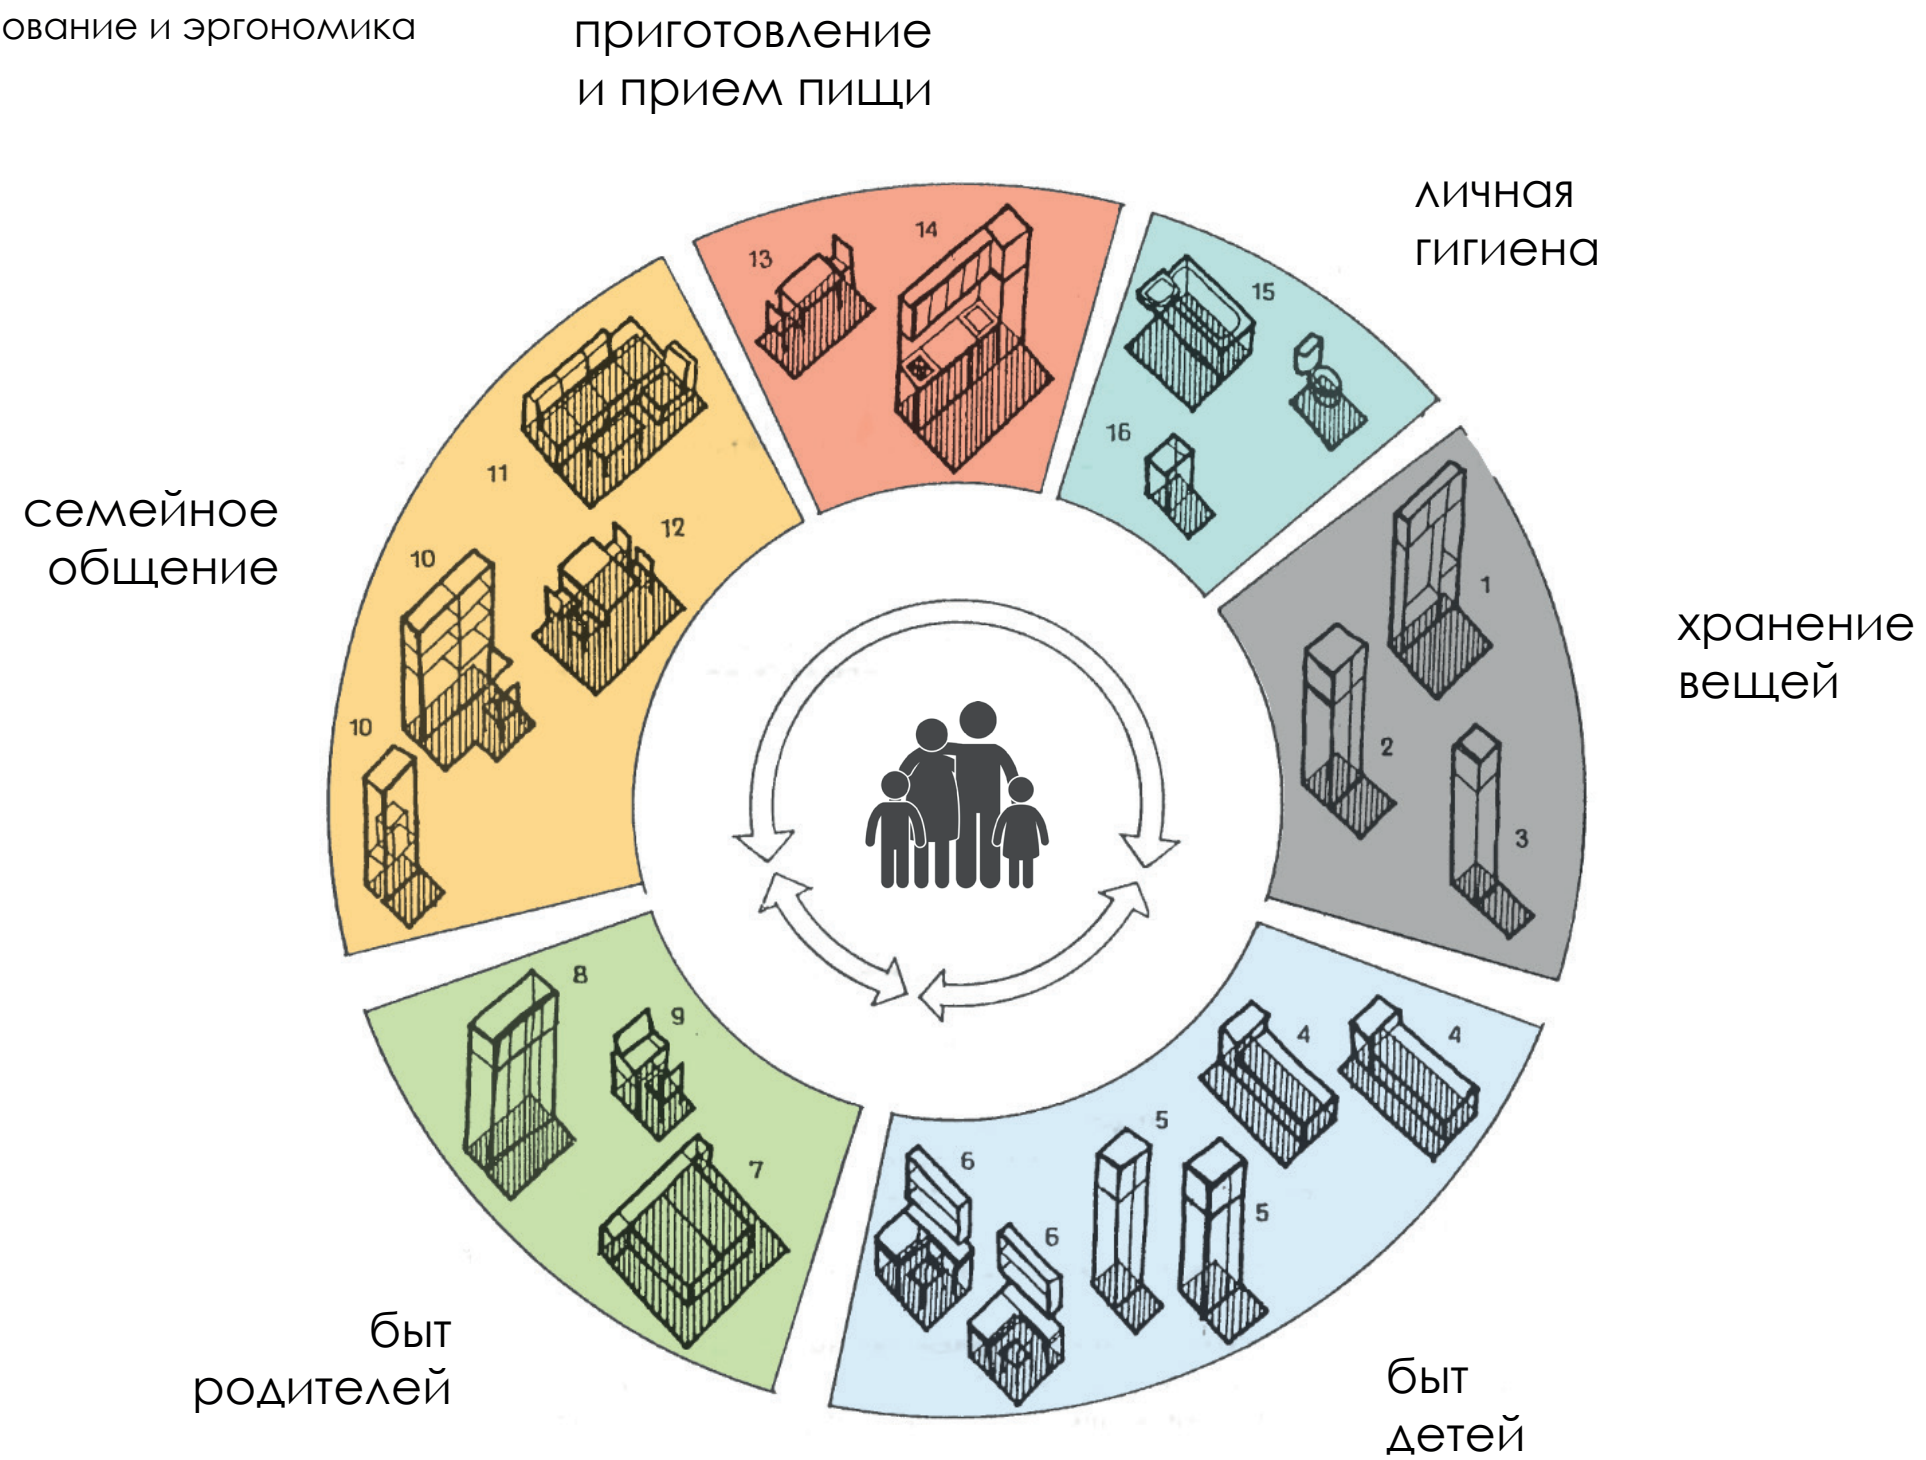 ование и эргономика
приготовление
и прием пищи
личная
гигиена
хранение
вещей
быт
детей
быт
родителей
семейное
общение
13
14
15
16
1
2
3
4
4
5
5
6
6
7
8
9
10
10
11
12